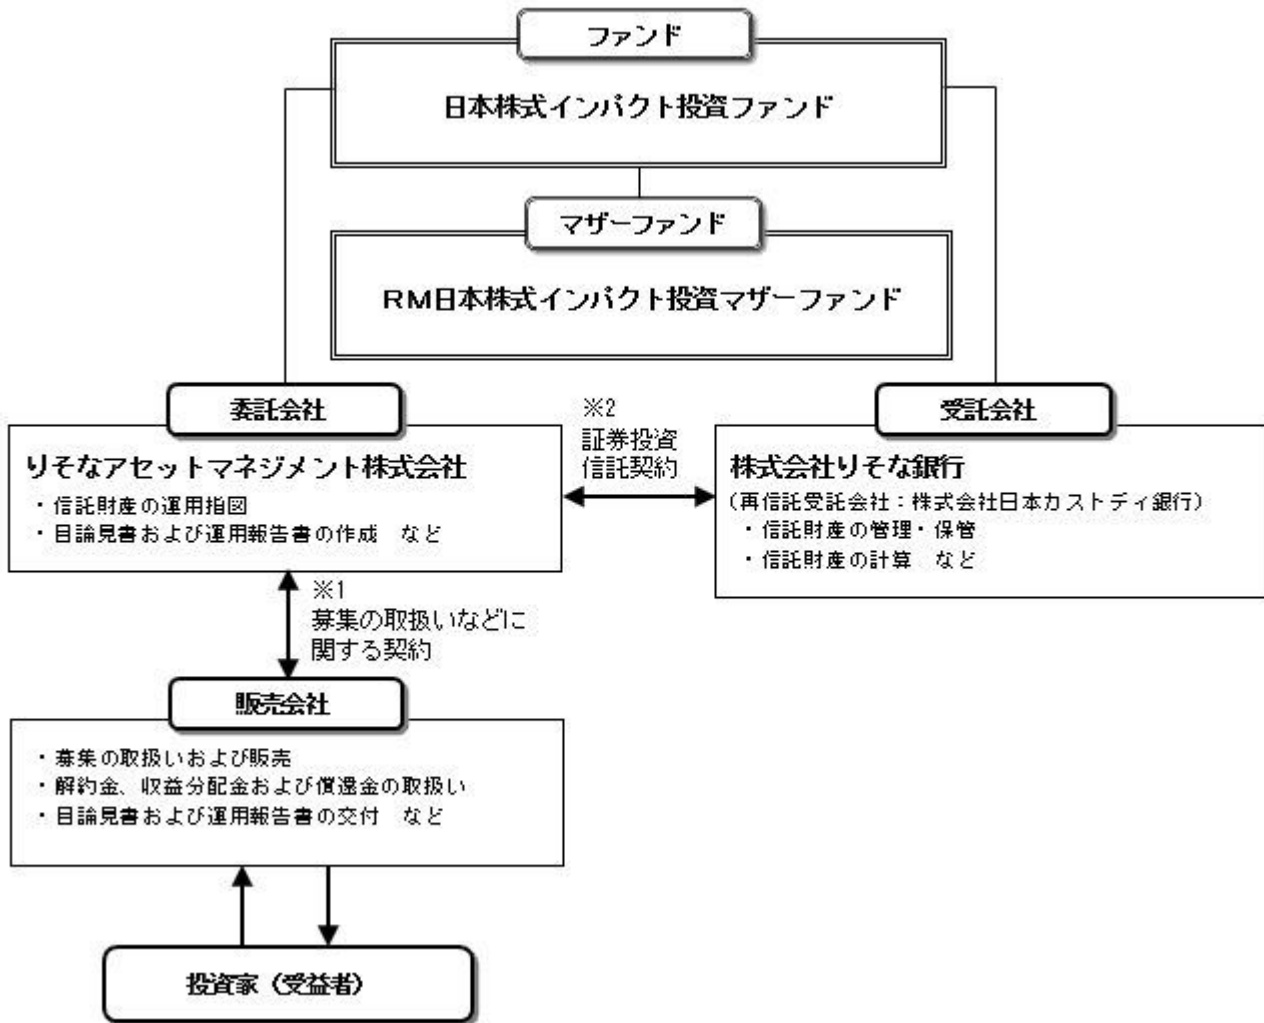 ファンド
日本株式インパクト投資ファンド
マザーファンド
RM日本株式インパクト投資マザーファンド
委託会社
りそなアセットマネジメント株式会社
・信託財産の運用指図
・目論見書および運用報告書の作成 など
※2
証券投資
信託契約
受託会社
株式会社りそな銀行
(再信託受託会社:株式会社日本カストディ銀行)
・信託財産の管理・保管
・信託財産の計算 など
※1
募集の取扱いなどに
関する契約
販売会社
・募集の取扱いおよび販売
・解約金、収益分配金および償還金の取扱い
・目論見書および運用報告書の交付 など
投資家(受益者)